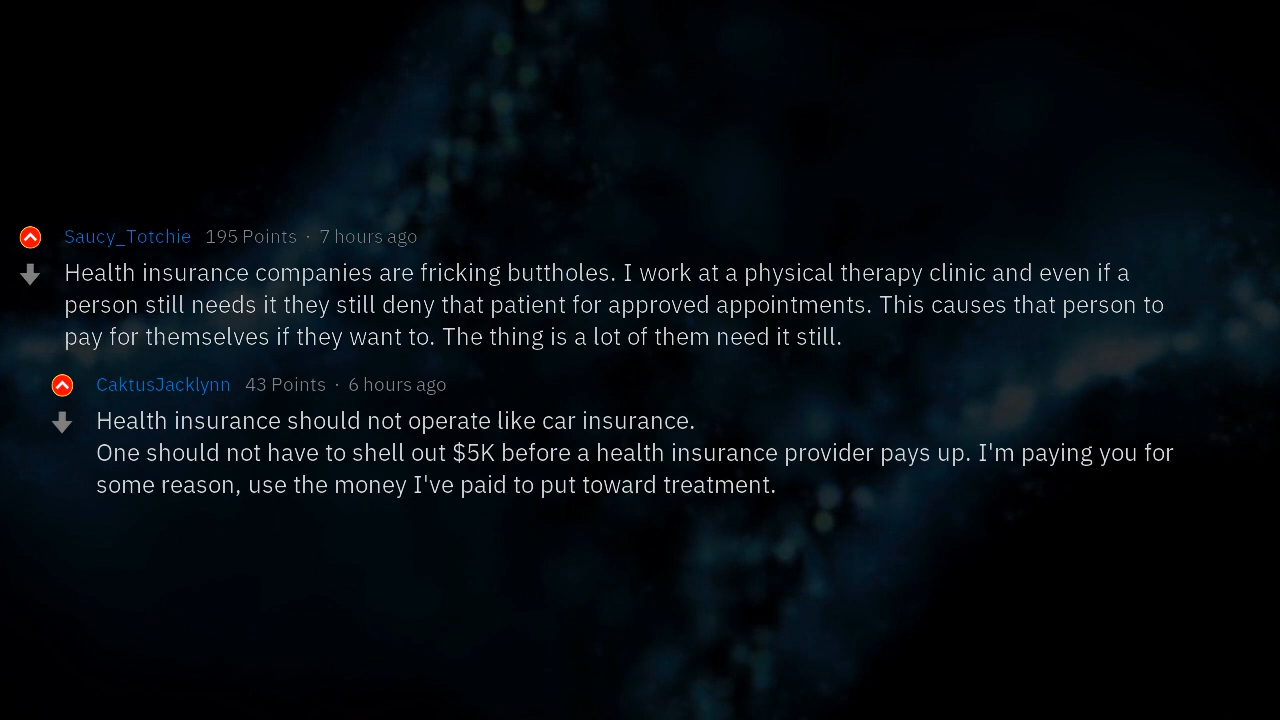 Saucy_Totchie 195 Points · 7 hours ago
Health insurance companies are fricking buttholes. I work at a physical therapy clinic and even if a
person still needs it they still deny that patient for approved appointments. This causes that person to
pay for themselves if they want to. The thing is a lot of them need it still.
CaktusJacklynn 43 Points · 6 hours ago
Health insurance should not operate like car insurance.
One should not have to shell out $5K before a health insurance provider pays up. I'm paying you for
some reason, use the money I've paid to put toward treatment.